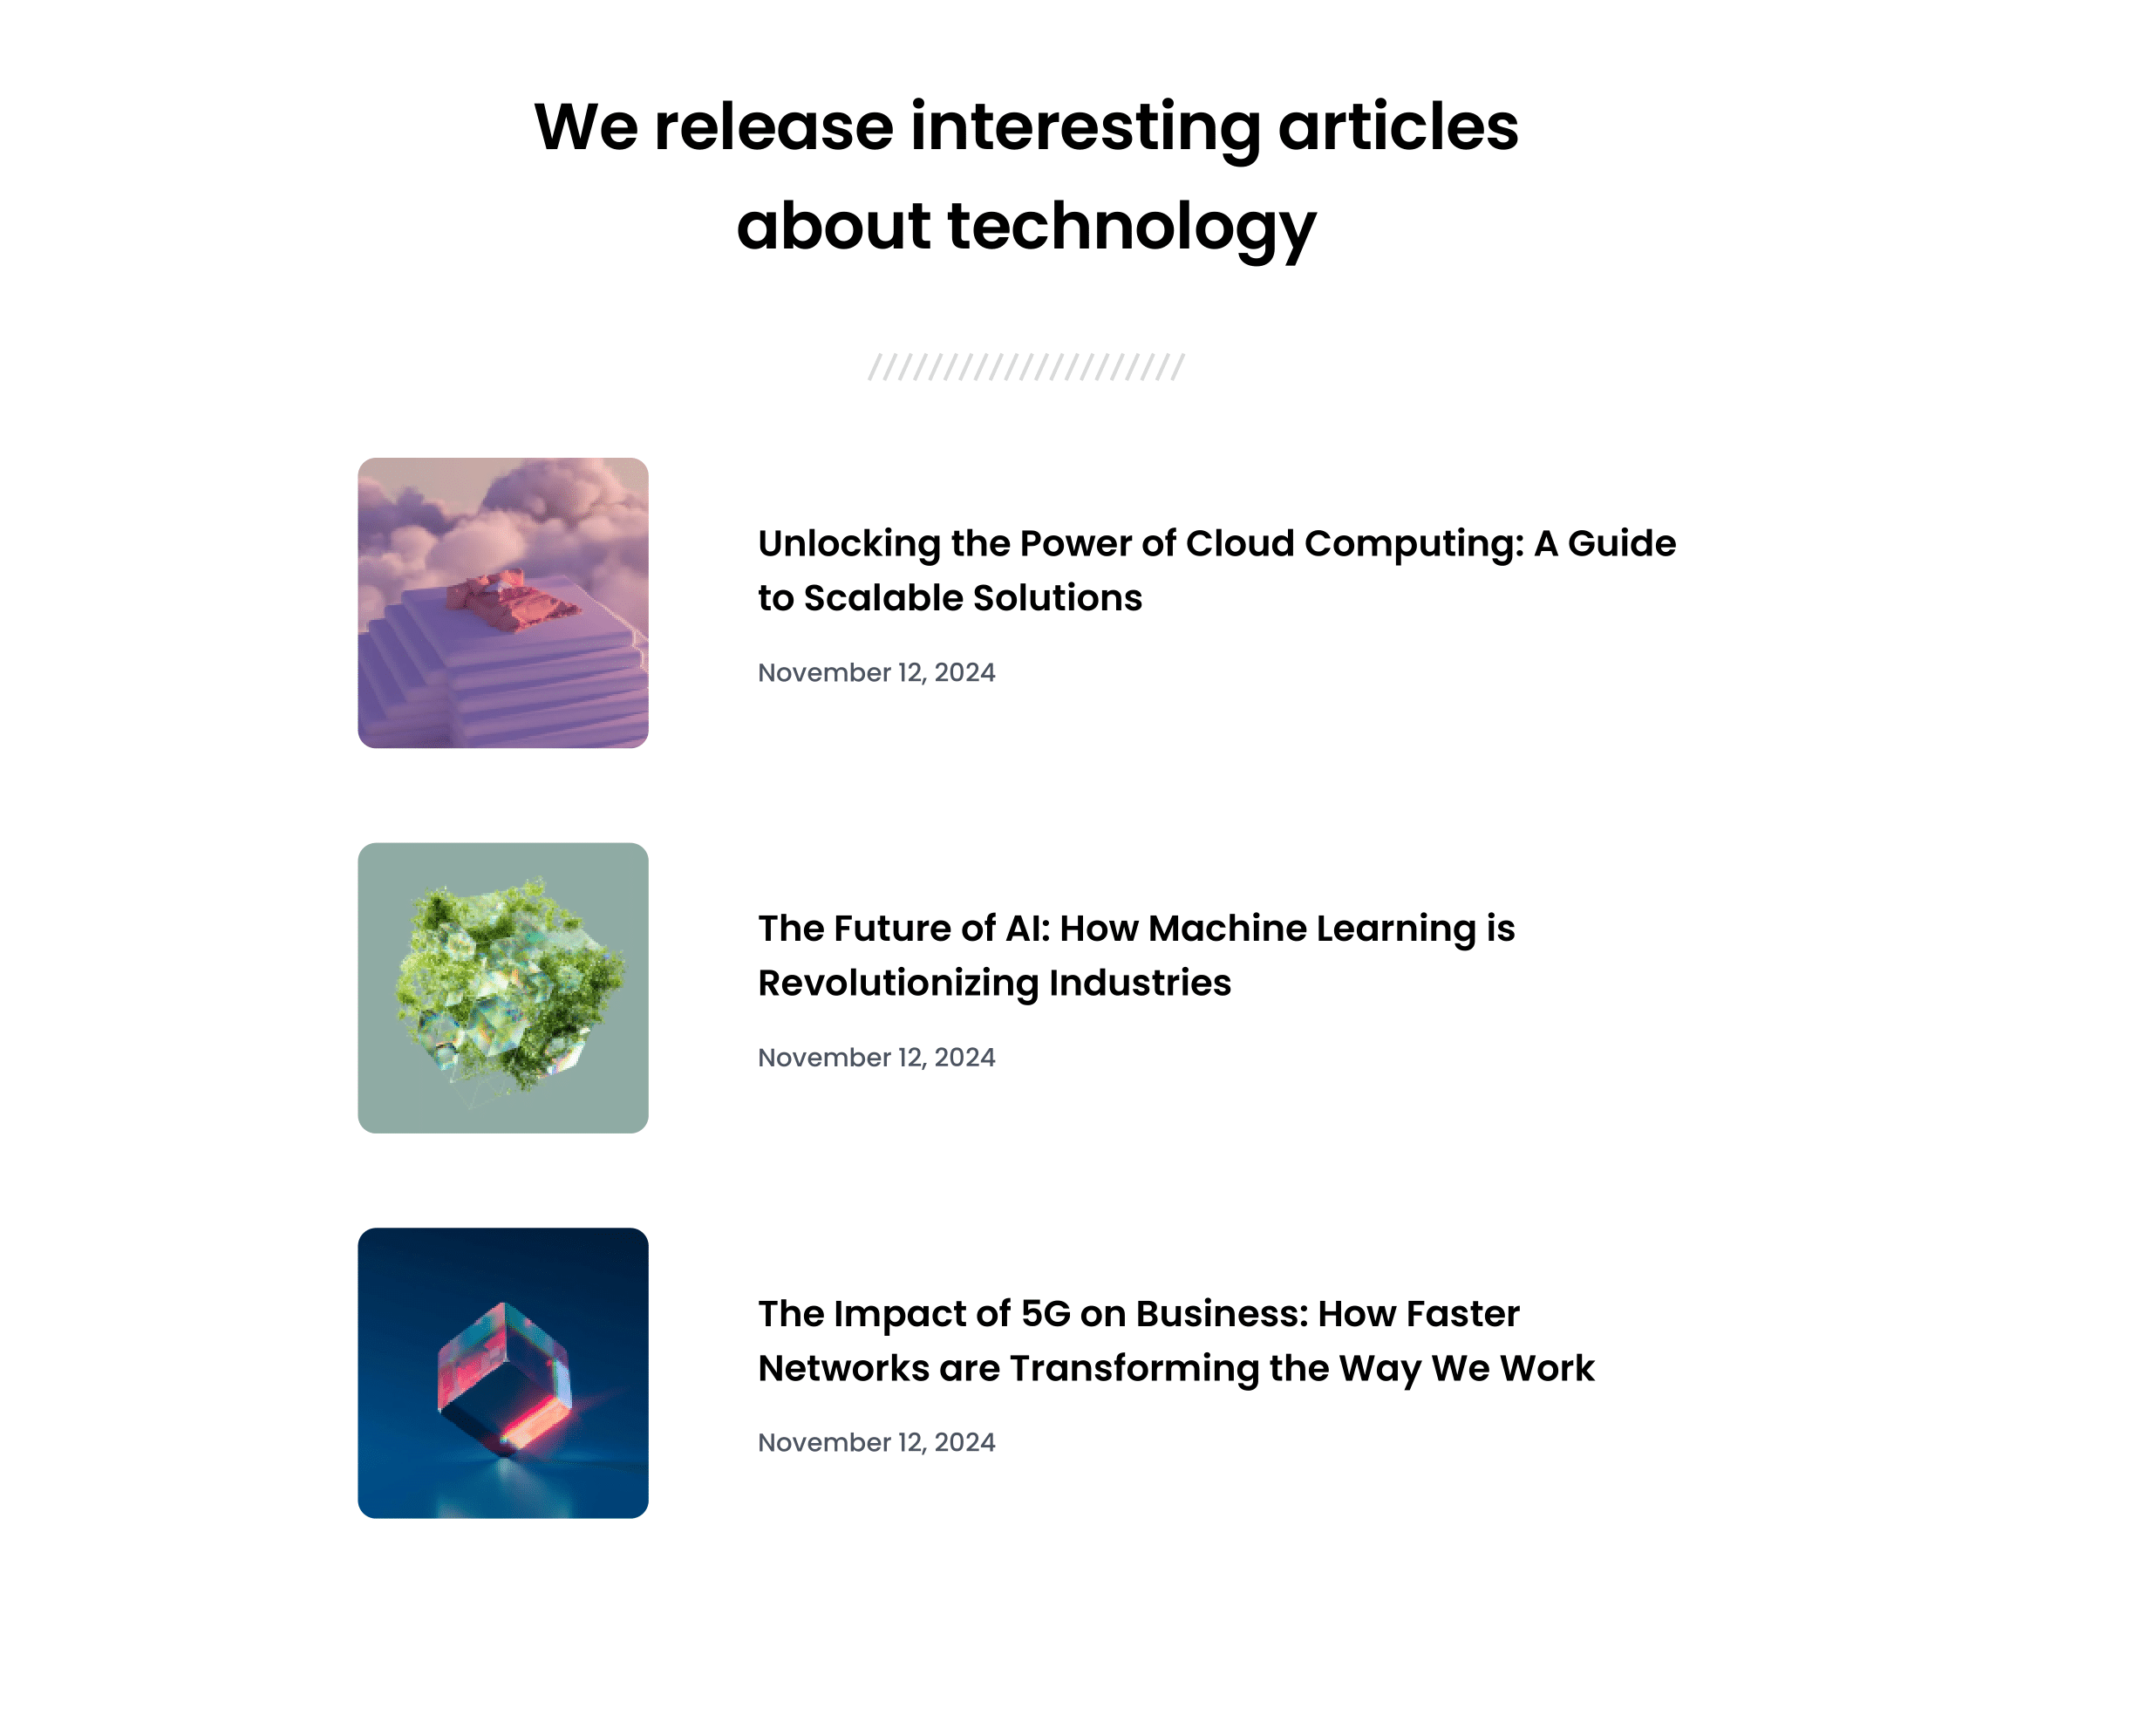 We release interesting articles
about technology
Unlocking the Power of Cloud Computing: A Guide
to Scalable Solutions
November 12, 2024
The Future of AI: How Machine Learning is
Revolutionizing Industries
November 12, 2024
The Impact of 5G on Business: How Faster
Networks are Transforming the Way We Work
November 12, 2024